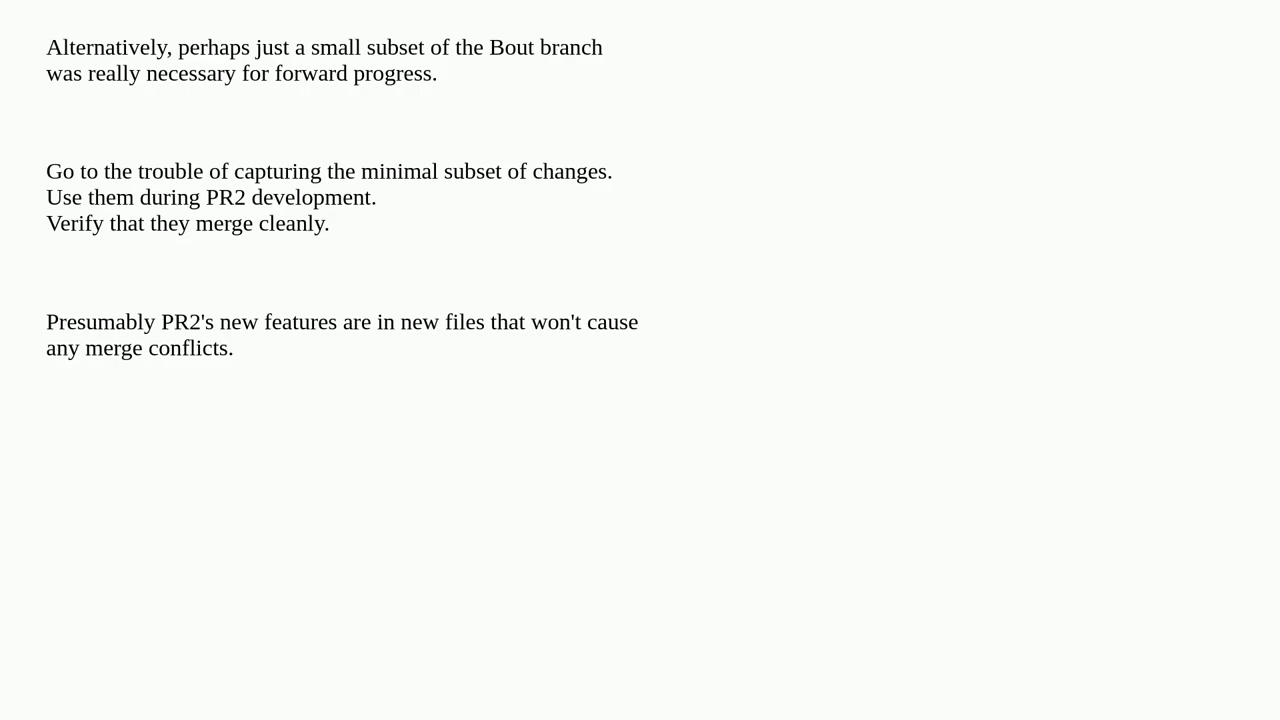 Alternatively, perhaps just a small subset of the Bout branch
was really necessary for forward progress.
Go to the trouble of capturing the minimal subset of changes.
Use them during PR2 development.
Verify that they merge cleanly.
Presumably PR2's new features are in new files that won't cause
any merge conflicts.